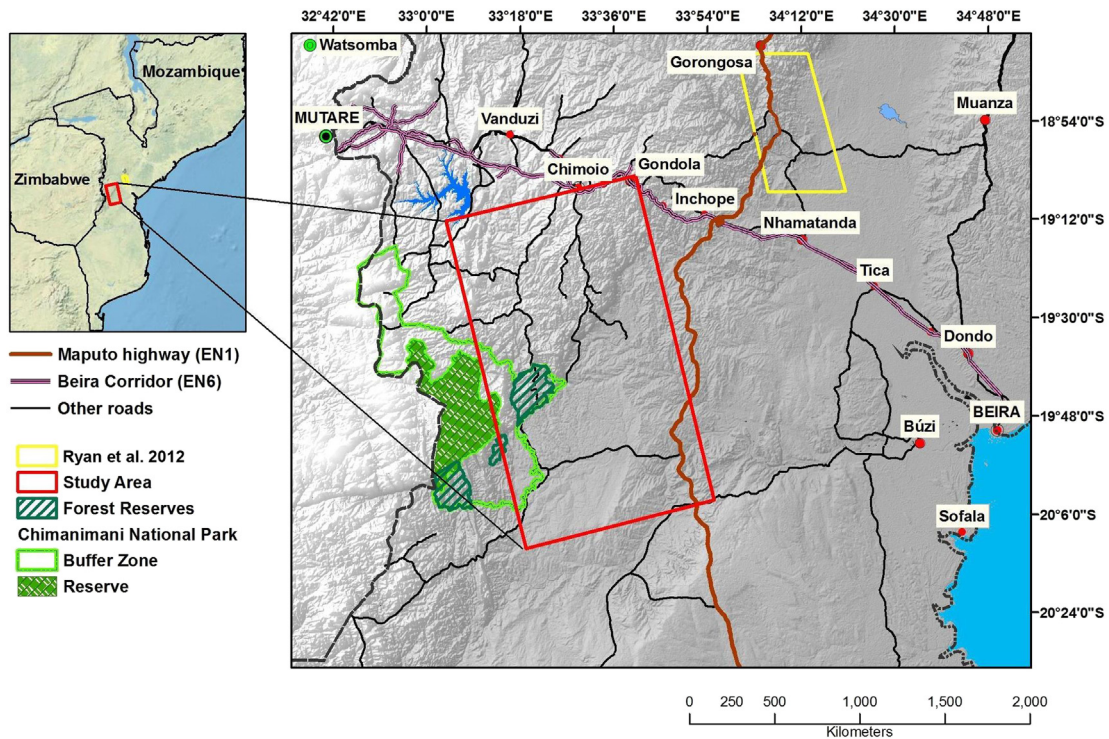 32°42'0"E 33°0'0"E 33°18'0"E 33°36'0"E 33°54'0"E 34°12'0"E 34°30'0"E 34°48'0"E
Mozambique
Zimbabwe
Watsomba
Gorongosa
MUTARE
Vanduzi
Muanza
18°54'0"S
Chimoio
Gondola
Inchope
19°12'0"S
Nhamatanda
Tica
19°30'0"S
Dondo
BEIRA
19°48'0"S
Búzi
20°6'0"S
Sofala
20°24'0"S
Maputo highway (EN1)
Beira Corridor (EN6)
Other roads
Ryan et al. 2012
Study Area
Forest Reserves
Chimanimani National Park
Buffer Zone
Reserve
0 250 500 1,000 1,500 2,000
Kilometers